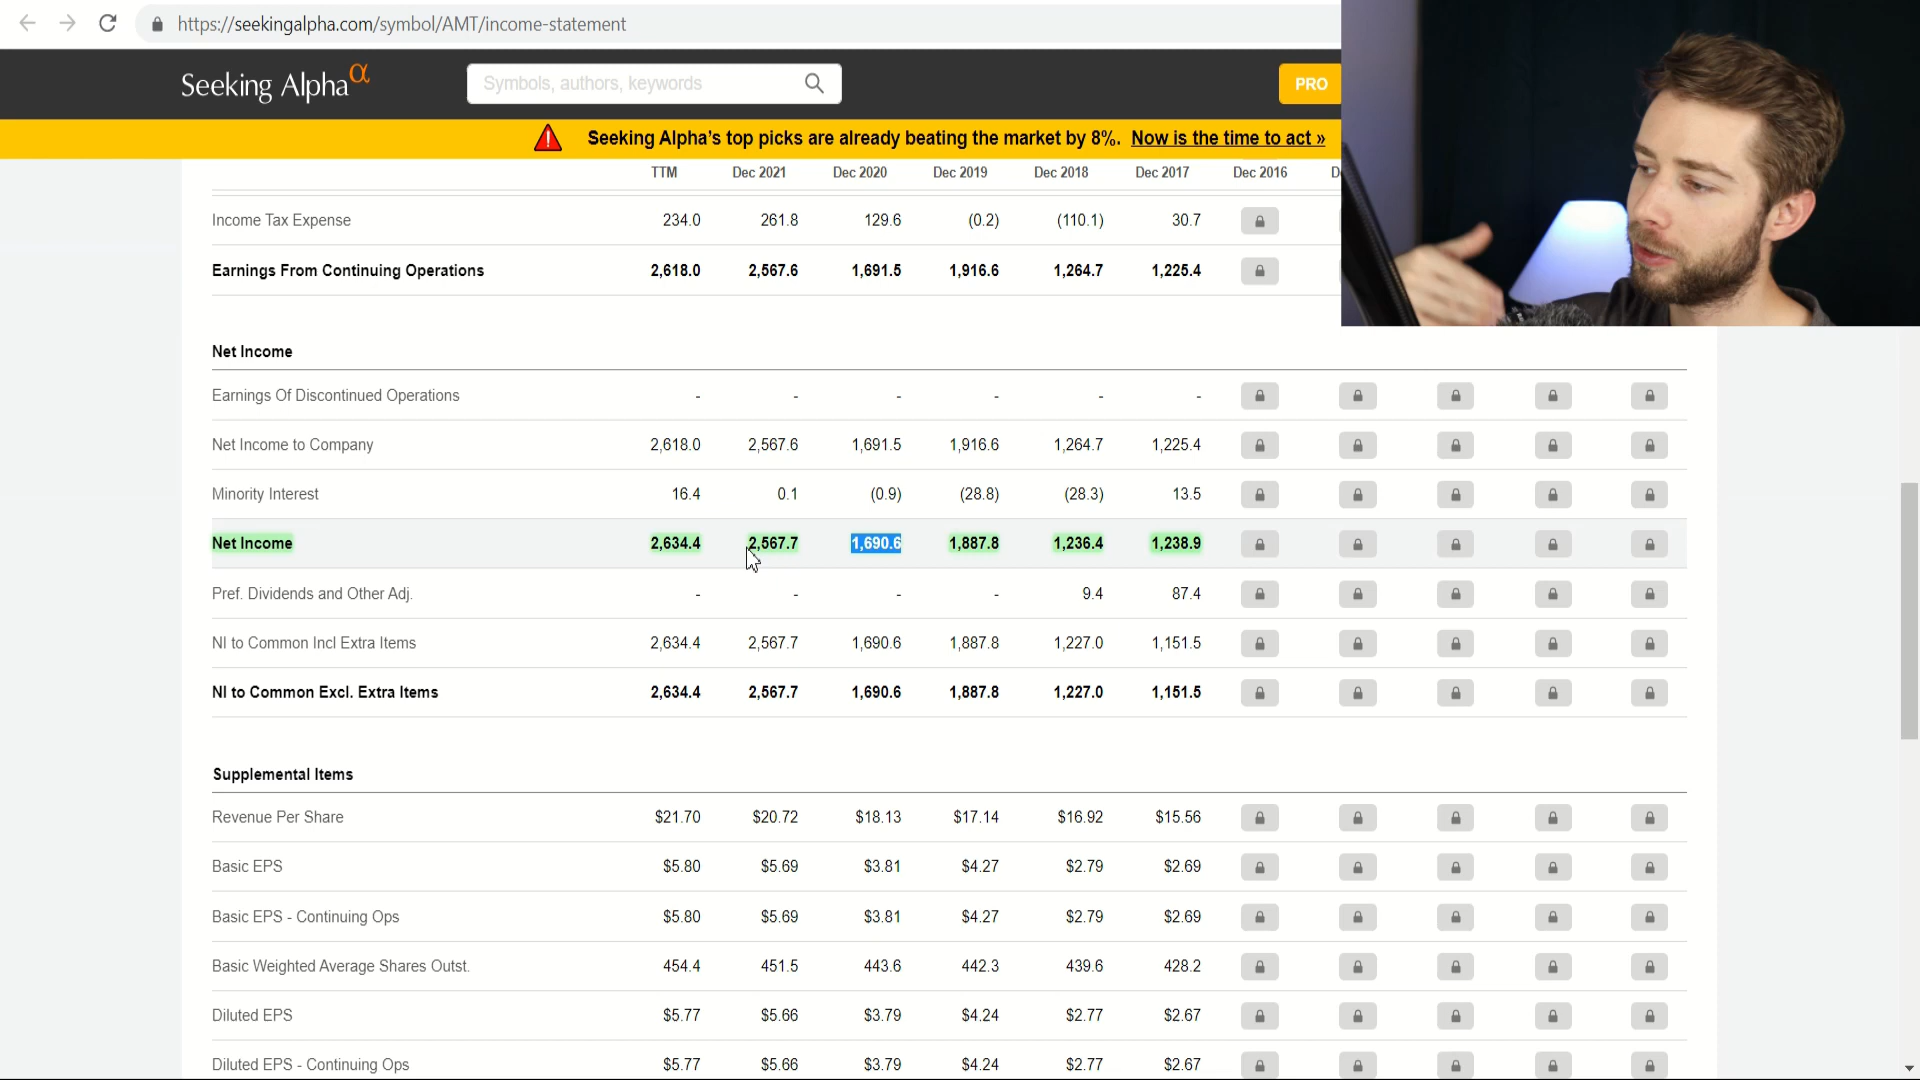 https://seekingalpha.com/symbol/AMT/income-statement
Seeking Alphaα
Symbols, authors, keywords
PRO
Seeking Alpha's top picks are already beating the market by 8%. Now is the time to act »
TTM Dec 2021 Dec 2020 Dec 2019 Dec 2018 Dec 2017 Dec 2016 D
Income Tax Expense 234.0 261.8 129.6 (0.2) (110.1) 30.7
Earnings From Continuing Operations 2,618.0 2,567.6 1,691.5 1,916.6 1,264.7 1,225.4
Net Income
Earnings Of Discontinued Operations - - - - - -
Net Income to Company 2,618.0 2,567.6 1,691.5 1,916.6 1,264.7 1,225.4
Minority Interest 16.4 0.1 (0.9) (28.8) (28.3) 13.5
Net Income 2,634.4 2,567.7 1,690.6 1,887.8 1,236.4 1,238.9
Pref. Dividends and Other Adj. - - - - 9.4 87.4
NI to Common Incl Extra Items 2,634.4 2,567.7 1,690.6 1,887.8 1,227.0 1,151.5
NI to Common Excl. Extra Items 2,634.4 2,567.7 1,690.6 1,887.8 1,227.0 1,151.5
Supplemental Items
Revenue Per Share $21.70 $20.72 $18.13 $17.14 $16.92 $15.56
Basic EPS $5.80 $5.69 $3.81 $4.27 $2.79 $2.69
Basic EPS - Continuing Ops $5.80 $5.69 $3.81 $4.27 $2.79 $2.69
Basic Weighted Average Shares Outst. 454.4 451.5 443.6 442.3 439.6 428.2
Diluted EPS $5.77 $5.66 $3.79 $4.24 $2.77 $2.67
Diluted EPS - Continuing Ops $5.77 $5.66 $3.79 $4.24 $2.77 $2.67